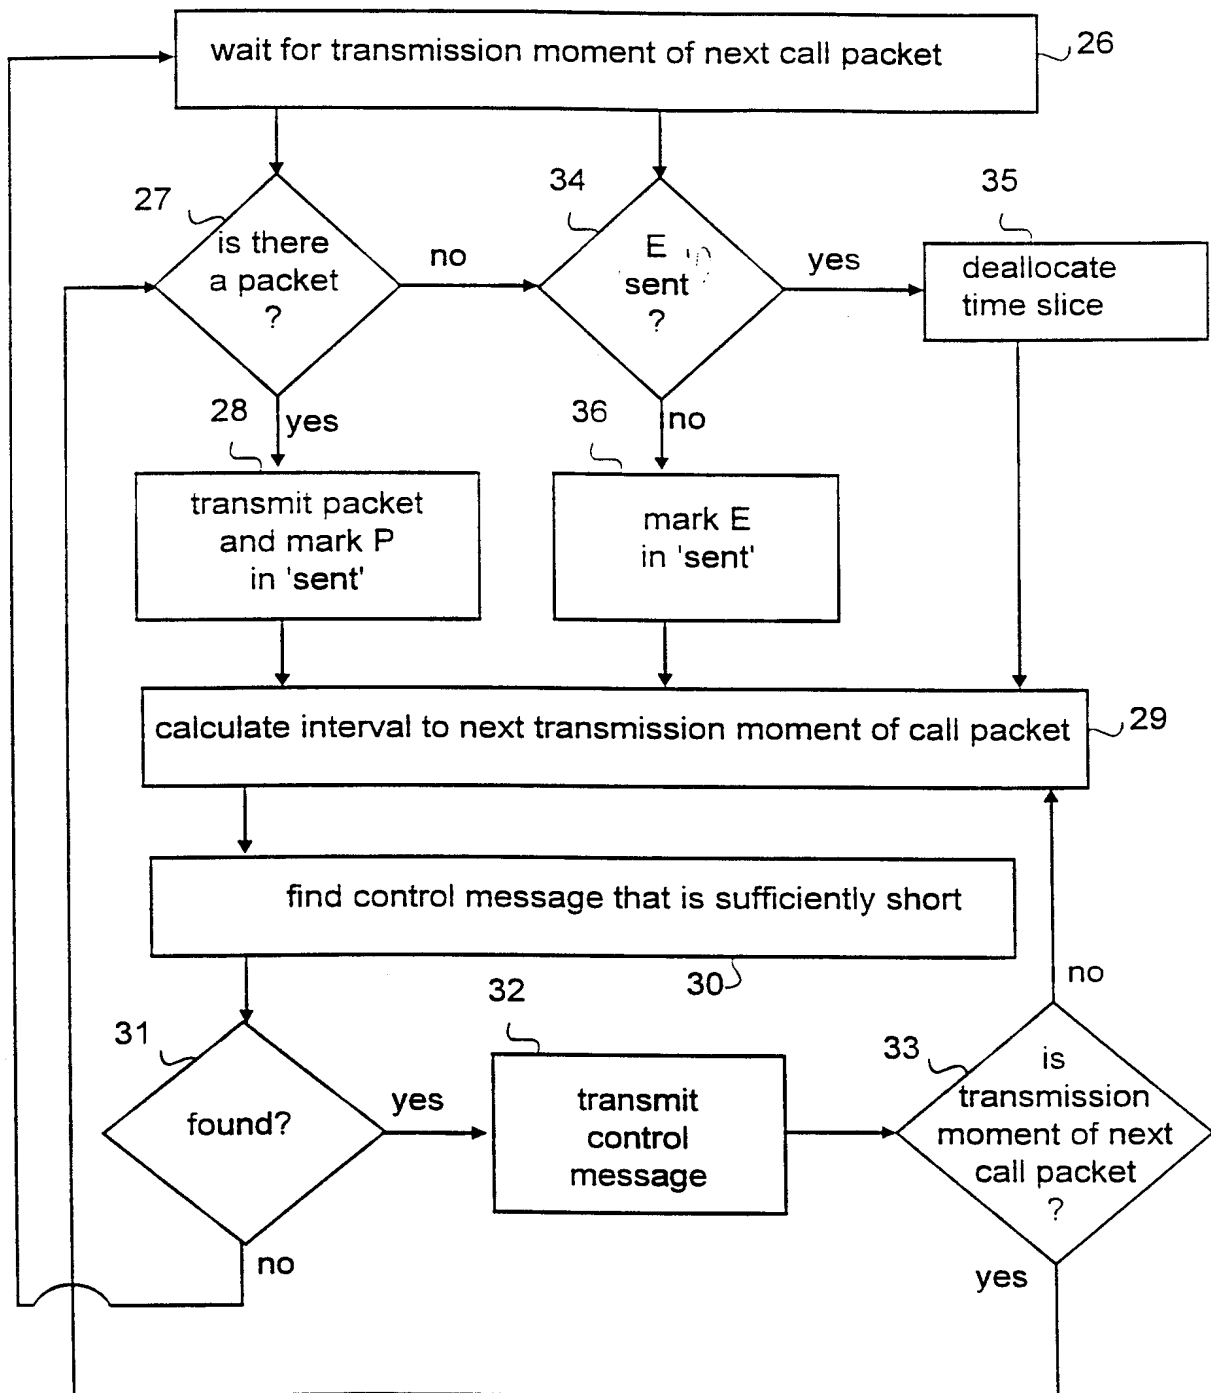 wait for transmission moment of next call packet
26
27
is there
a packet
?
no
34
E
sent
?
yes
35
deallocate
time slice
28
yes
36
no
transmit packet
and mark P
in 'sent'
mark E
in 'sent'
calculate interval to next transmission moment of call packet
29
find control message that is sufficiently short
30
no
31
found?
yes
32
transmit
control
message
33
is
transmission
moment of next
call packet
?
no
yes